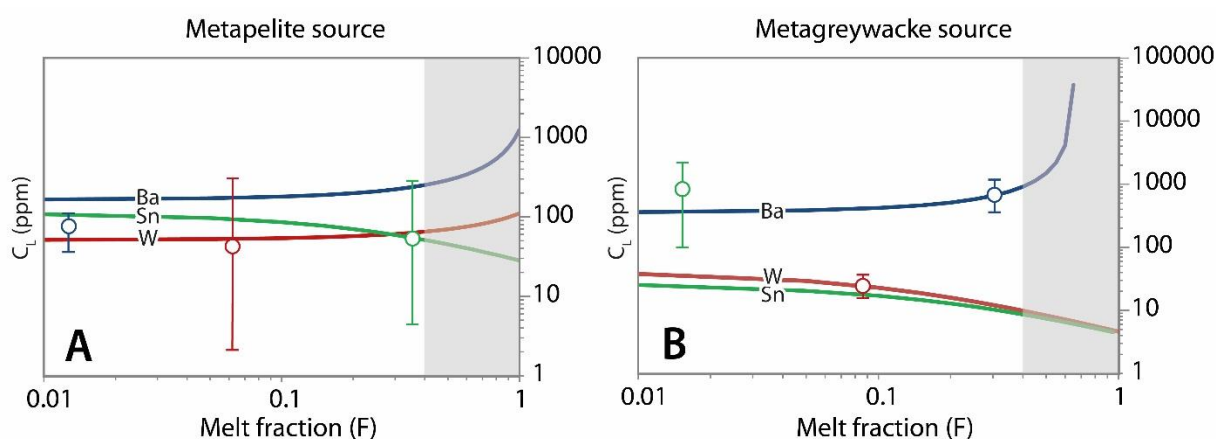 Metapelite source
Metagreywacke source
10000
1000
100
10
1
C_L (ppm)
Ba
Sn
W
A
0.01
0.1
1
Melt fraction (F)
100000
10000
1000
100
10
1
C_L (ppm)
Ba
W
Sn
B
0.01
0.1
1
Melt fraction (F)